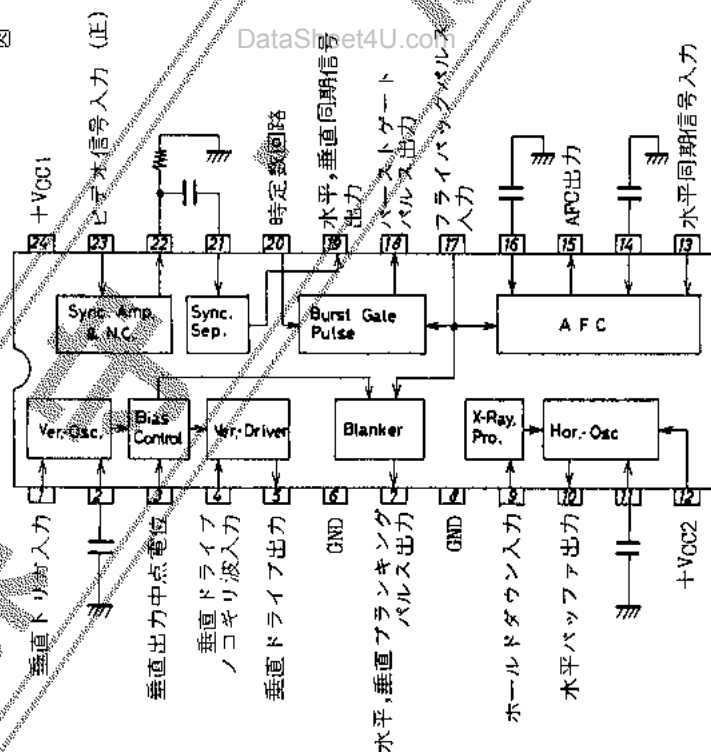 図
DataSheet4U.com
+VCC1
ビデオ信号入力 (正)
時定数回路
水平,垂直同期信号
出力
バーストゲート
パルス出力
フライバックパルス
入力
AFC出力
水平同期信号入力
24
23
22
21
20
19
18
17
16
15
14
13
Sync. Amp.
& N.C.
Sync.
Sep.
Burst Gate
Pulse
A F C
Ver.-Osc.
Bias
Control
Ver.-Driver
Blanker
X-Ray.
Pro.
Hor.-Osc
1
2
3
4
5
6
7
8
9
10
11
12
垂直トリガ入力
垂直出力中点電位
垂直ドライブ
ノコギリ波入力
垂直ドライブ出力
GND
水平,垂直ブランキング
パルス出力
GND
ホールドダウン入力
水平バッファ出力
+VCC2